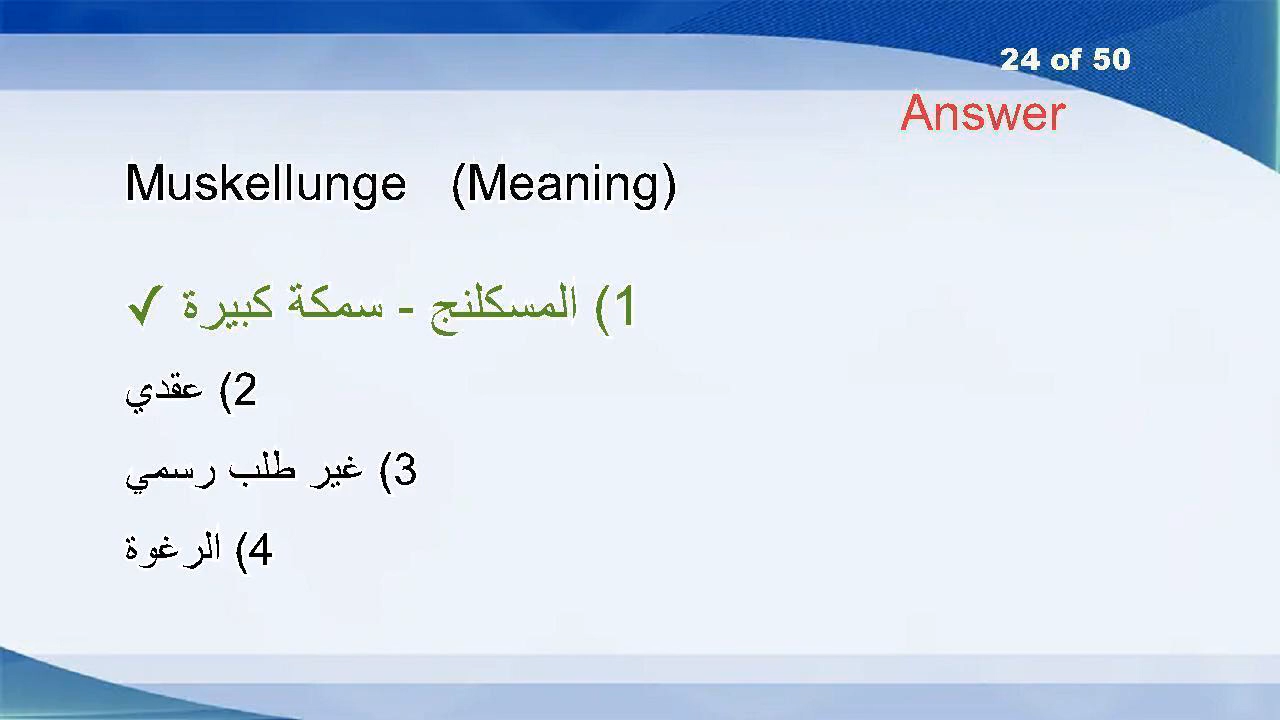 24 of 50
Answer
Muskellunge (Meaning)
1) المسكلنج - سمكة كبيرة ✓
2) عقدي
3) غير طلب رسمي
4) الرغوة